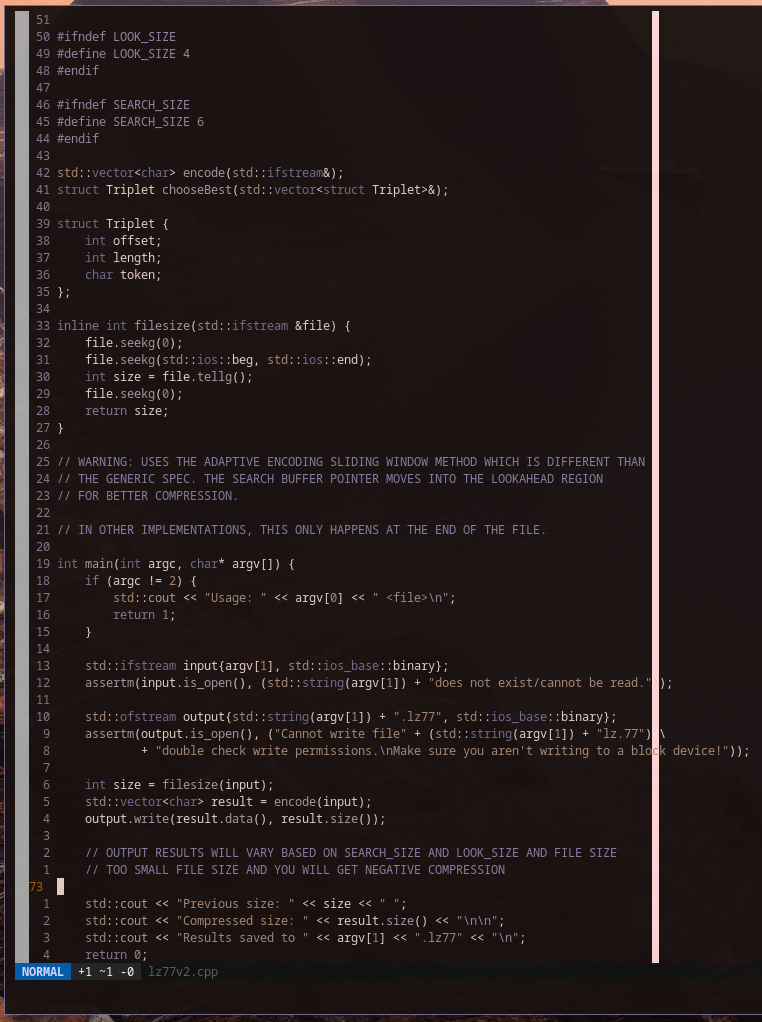 51
50 #ifndef LOOK_SIZE
49 #define LOOK_SIZE 4
48 #endif
47
46 #ifndef SEARCH_SIZE
45 #define SEARCH_SIZE 6
44 #endif
43
42 std::vector<char> encode(std::ifstream&);
41 struct Triplet chooseBest(std::vector<struct Triplet>&);
40
39 struct Triplet {
38     int offset;
37     int length;
36     char token;
35 };
34
33 inline int filesize(std::ifstream &file) {
32     file.seekg(0);
31     file.seekg(std::ios::beg, std::ios::end);
30     int size = file.tellg();
29     file.seekg(0);
28     return size;
27 }
26
25 // WARNING: USES THE ADAPTIVE ENCODING SLIDING WINDOW METHOD WHICH IS DIFFERENT THAN
24 // THE GENERIC SPEC. THE SEARCH BUFFER POINTER MOVES INTO THE LOOKAHEAD REGION
23 // FOR BETTER COMPRESSION.
22
21 // IN OTHER IMPLEMENTATIONS, THIS ONLY HAPPENS AT THE END OF THE FILE.
20
19 int main(int argc, char* argv[]) {
18     if (argc != 2) {
17         std::cout << "Usage: " << argv[0] << " <file>\n";
16         return 1;
15     }
14
13     std::ifstream input{argv[1], std::ios_base::binary};
12     assertm(input.is_open(), (std::string(argv[1]) + "does not exist/cannot be read." ));
11
10     std::ofstream output{std::string(argv[1]) + ".lz77", std::ios_base::binary};
9     assertm(output.is_open(), ("Cannot write file" + (std::string(argv[1]) + "lz.77") \
8             + "double check write permissions.\nMake sure you aren't writing to a block device!"));
7
6     int size = filesize(input);
5     std::vector<char> result = encode(input);
4     output.write(result.data(), result.size());
3
2     // OUTPUT RESULTS WILL VARY BASED ON SEARCH_SIZE AND LOOK_SIZE AND FILE SIZE
1     // TOO SMALL FILE SIZE AND YOU WILL GET NEGATIVE COMPRESSION
73
1     std::cout << "Previous size: " << size << " ";
2     std::cout << "Compressed size: " << result.size() << "\n\n";
3     std::cout << "Results saved to " << argv[1] << ".lz77" << "\n";
4     return 0;
NORMAL +1 ~1 -0 lz77v2.cpp